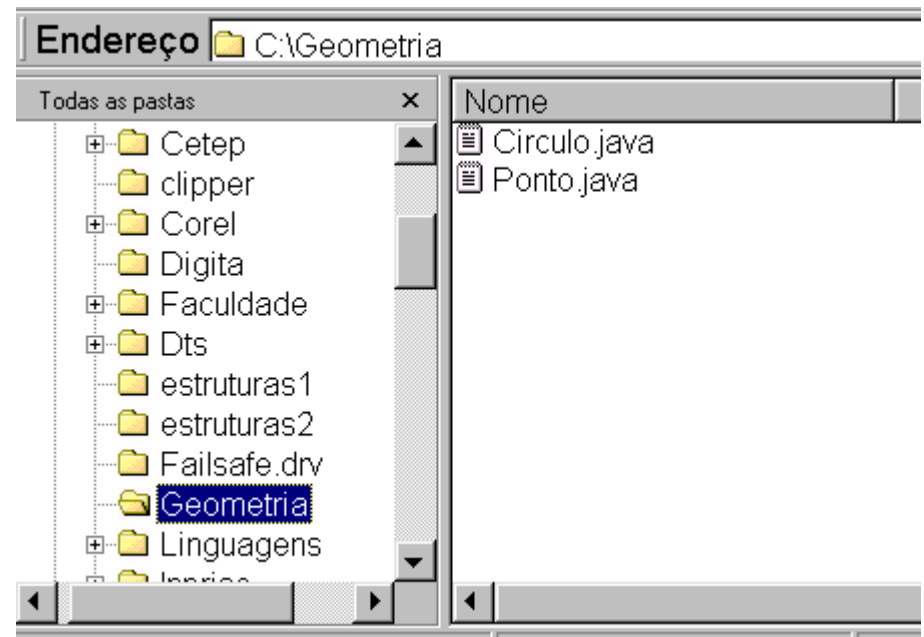 Endereço C:\Geometria
Todas as pastas
Nome
Cetep
clipper
Corel
Digita
Faculdade
Dts
estruturas1
estruturas2
Failsafe.drv
Geometria
Linguagens
Circulo.java
Ponto.java